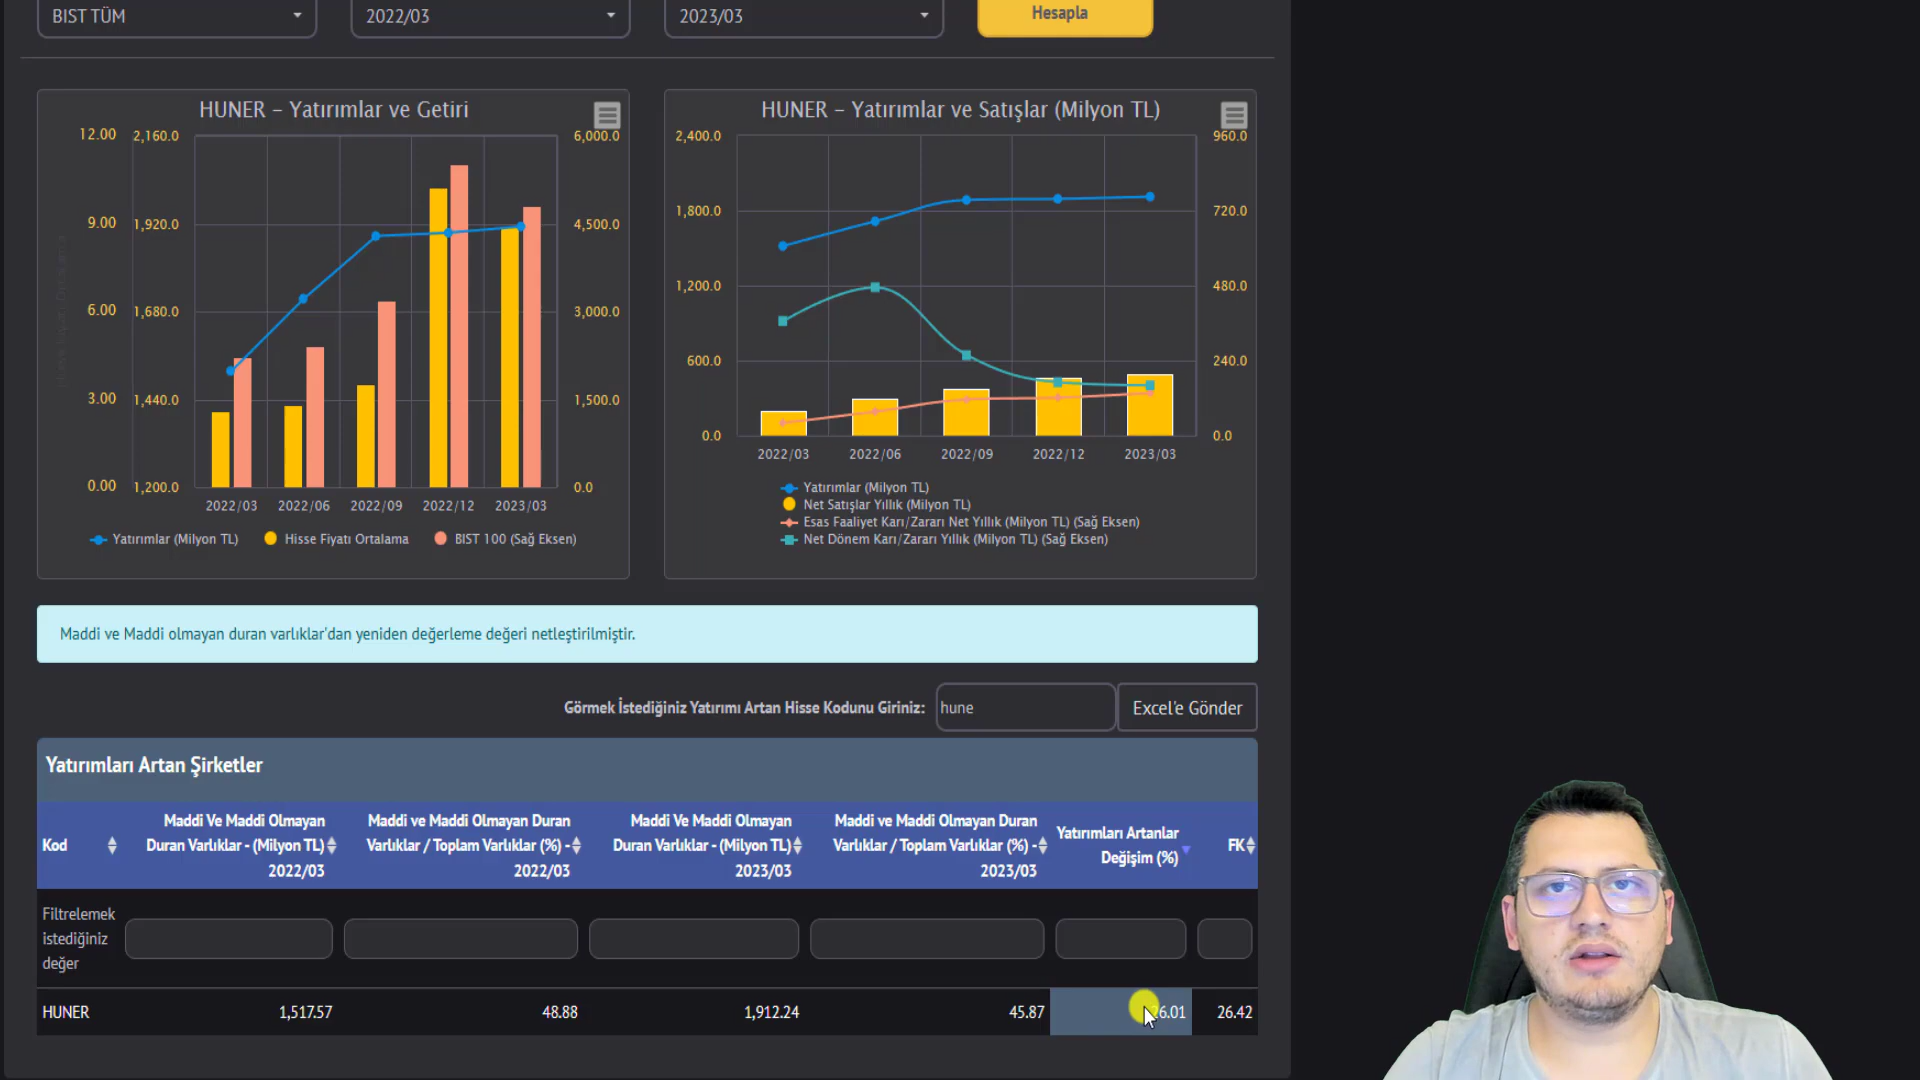 BIST TÜM
2022/03
2023/03
Hesapla
HUNER – Yatırımlar ve Getiri
12.00
9.00
6.00
3.00
0.00
2,160.0
1,920.0
1,680.0
1,440.0
1,200.0
6,000.0
4,500.0
3,000.0
1,500.0
0.0
2022/03 2022/06 2022/09 2022/12 2023/03
Yatırımlar (Milyon TL) Hisse Fiyatı Ortalama BIST 100 (Sağ Eksen)
HUNER – Yatırımlar ve Satışlar (Milyon TL)
2,400.0
1,800.0
1,200.0
600.0
0.0
960.0
720.0
480.0
240.0
0.0
2022/03 2022/06 2022/09 2022/12 2023/03
Yatırımlar (Milyon TL)
Net Satışlar Yıllık (Milyon TL)
Esas Faaliyet Karı/Zararı Net Yıllık (Milyon TL) (Sağ Eksen)
Net Dönem Karı/Zararı Yıllık (Milyon TL) (Sağ Eksen)
Maddi ve Maddi olmayan duran varlıklar'dan yeniden değerleme değeri netleştirilmiştir.
Görmek İstediğiniz Yatırımı Artan Hisse Kodunu Giriniz: hune Excel'e Gönder
Yatırımları Artan Şirketler
Kod
Maddi Ve Maddi Olmayan
Duran Varlıklar - (Milyon TL)
2022/03
Maddi ve Maddi Olmayan Duran
Varlıklar / Toplam Varlıklar (%) -
2022/03
Maddi Ve Maddi Olmayan
Duran Varlıklar - (Milyon TL)
2023/03
Maddi ve Maddi Olmayan Duran
Varlıklar / Toplam Varlıklar (%) -
2023/03
Yatırımları Artanlar
Değişim (%)
FK
Filtrelemek
istediğiniz
değer
HUNER 1,517.57 48.88 1,912.24 45.87 26.42